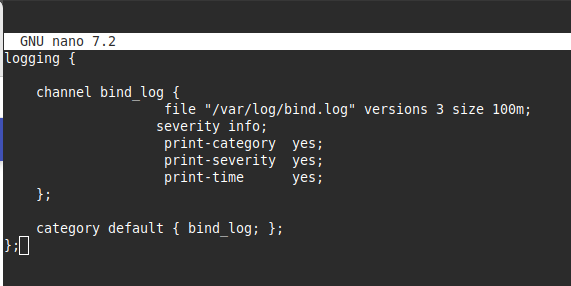 GNU nano 7.2
logging {
channel bind_log {
file "/var/log/bind.log" versions 3 size 100m;
severity info;
print-category  yes;
print-severity  yes;
print-time      yes;
};
category default { bind_log; };
};